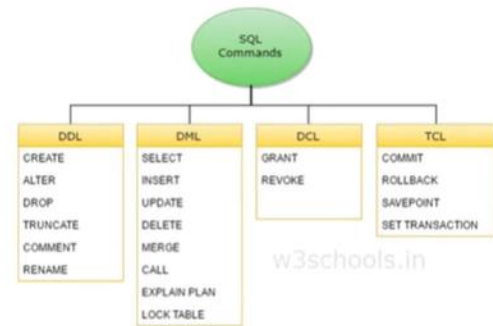 SQL
Commands
DDL
CREATE
ALTER
DROP
TRUNCATE
COMMENT
RENAME
DML
SELECT
INSERT
UPDATE
DELETE
MERGE
CALL
EXPLAIN PLAN
LOCK TABLE
DCL
GRANT
REVOKE
TCL
COMMIT
ROLLBACK
SAVEPOINT
SET TRANSACTION
w3schools.in